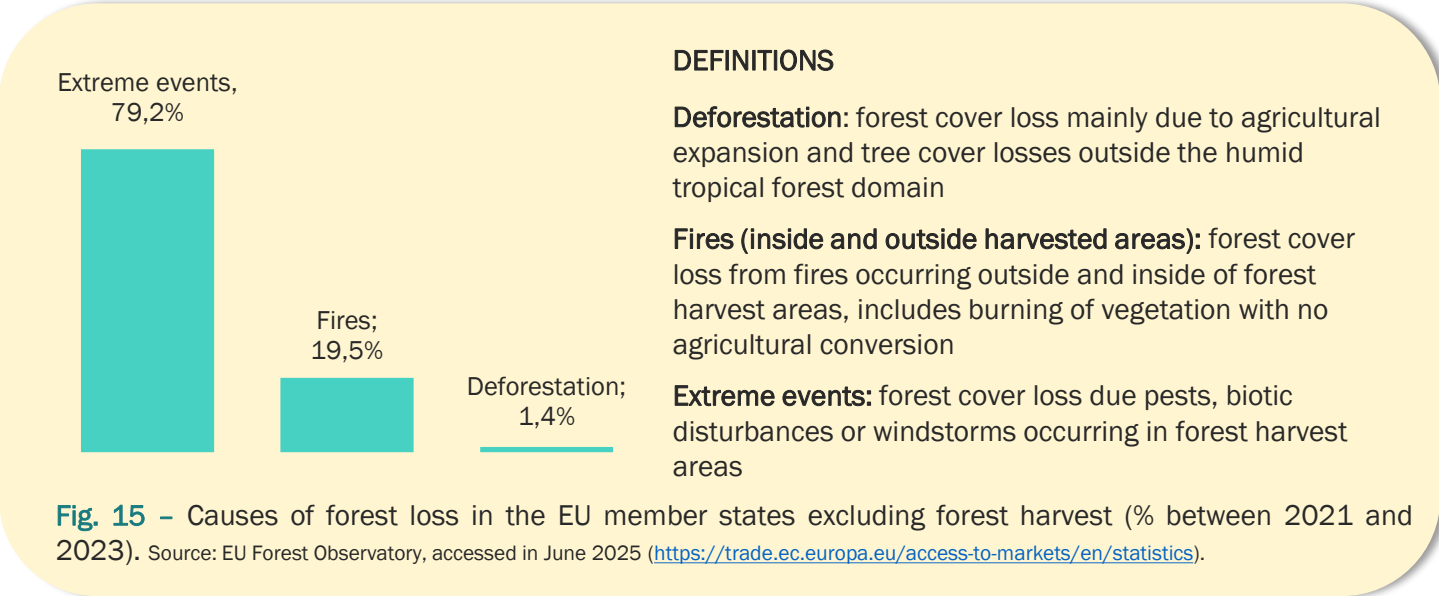 Extreme events,
79,2%
Fires;
19,5%
Deforestation;
1,4%
DEFINITIONS
Deforestation: forest cover loss mainly due to agricultural
expansion and tree cover losses outside the humid
tropical forest domain
Fires (inside and outside harvested areas): forest cover
loss from fires occurring outside and inside of forest
harvest areas, includes burning of vegetation with no
agricultural conversion
Extreme events: forest cover loss due pests, biotic
disturbances or windstorms occurring in forest harvest
areas
Fig. 15 – Causes of forest loss in the EU member states excluding forest harvest (% between 2021 and
2023). Source: EU Forest Observatory, accessed in June 2025 (https://trade.ec.europa.eu/access-to-markets/en/statistics).